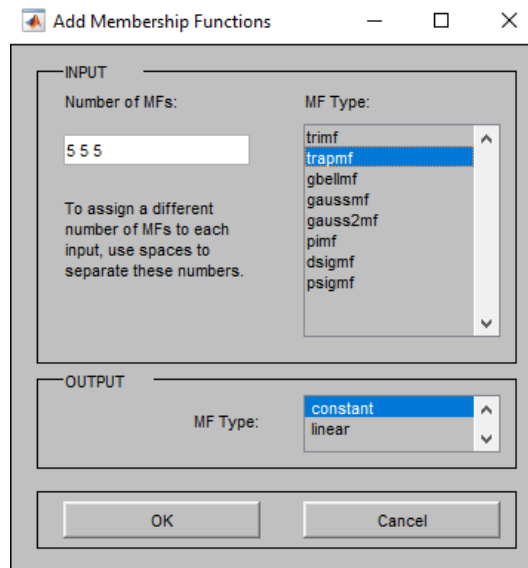 Add Membership Functions
INPUT
Number of MFs:
5 5 5
To assign a different
number of MFs to each
input, use spaces to
separate these numbers.
MF Type:
trimf
trapmf
gbellmf
gaussmf
gauss2mf
pimf
dsigmf
psigmf
OUTPUT
MF Type:
constant
linear
OK
Cancel